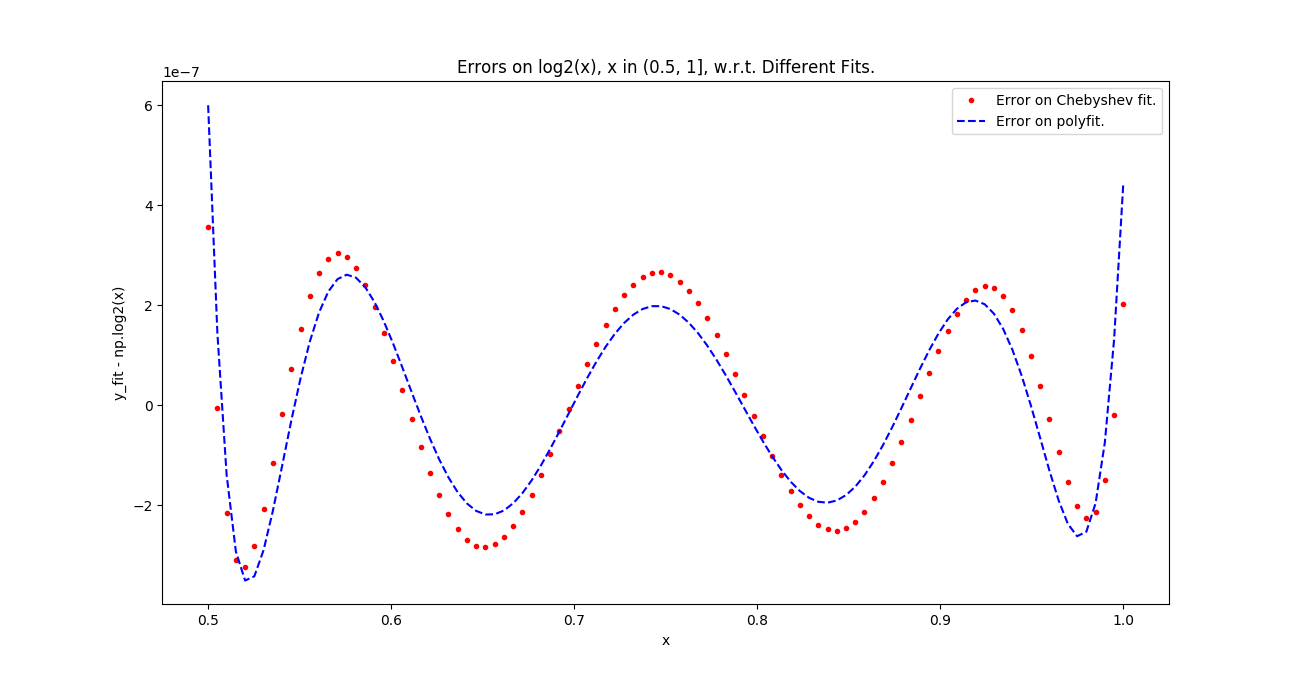 Errors on log2(x), x in (0.5, 1], w.r.t. Different Fits.
1e−7
Error on Chebyshev fit.
Error on polyfit.
6
4
2
0
−2
y_fit - np.log2(x)
0.5 0.6 0.7 0.8 0.9 1.0
x